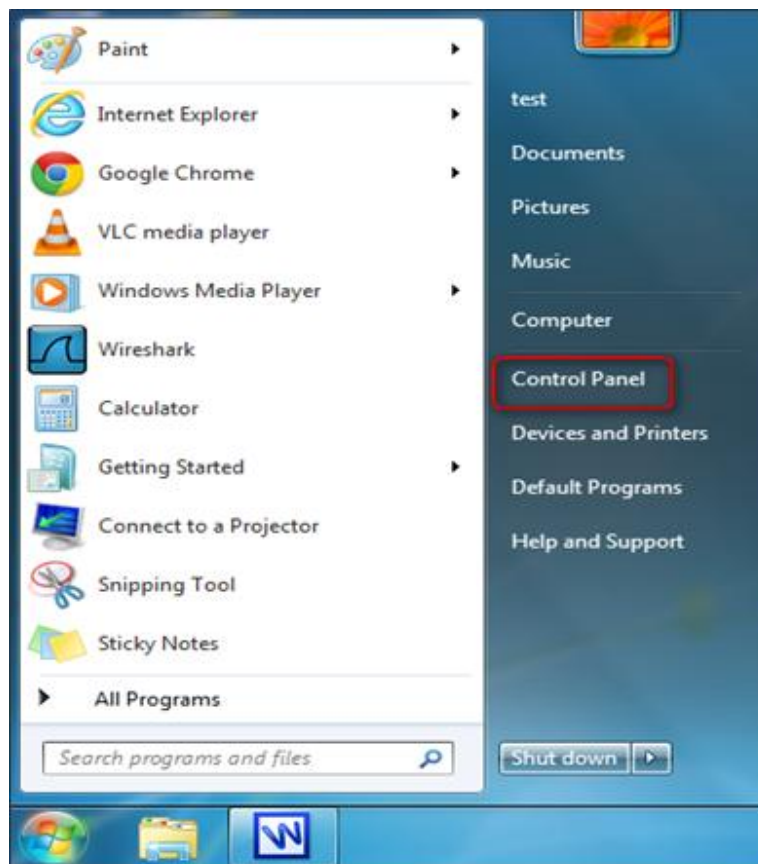 Paint
Internet Explorer
Google Chrome
VLC media player
Windows Media Player
Wireshark
Calculator
Getting Started
Connect to a Projector
Snipping Tool
Sticky Notes
All Programs
Search programs and files
test
Documents
Pictures
Music
Computer
Control Panel
Devices and Printers
Default Programs
Help and Support
Shut down
W